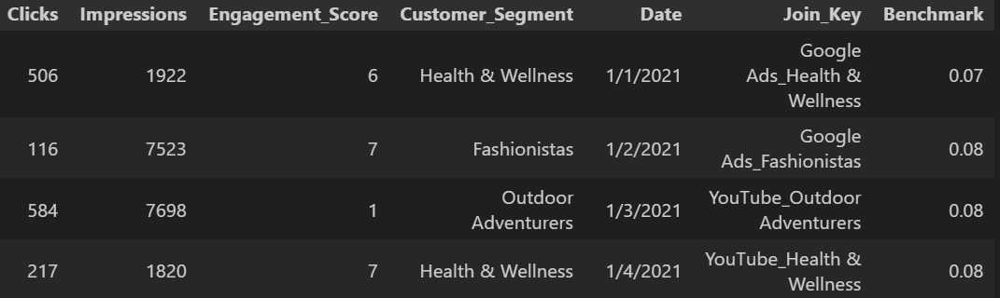 Clicks Impressions Engagement_Score Customer_Segment Date Join_Key Benchmark
506 1922 6 Health & Wellness 1/1/2021 Google
Ads_Health &
Wellness 0.07
116 7523 7 Fashionistas 1/2/2021 Google
Ads_Fashionistas 0.08
584 7698 1 Outdoor
Adventurers 1/3/2021 YouTube_Outdoor
Adventurers 0.08
217 1820 7 Health & Wellness 1/4/2021 YouTube_Health &
Wellness 0.08